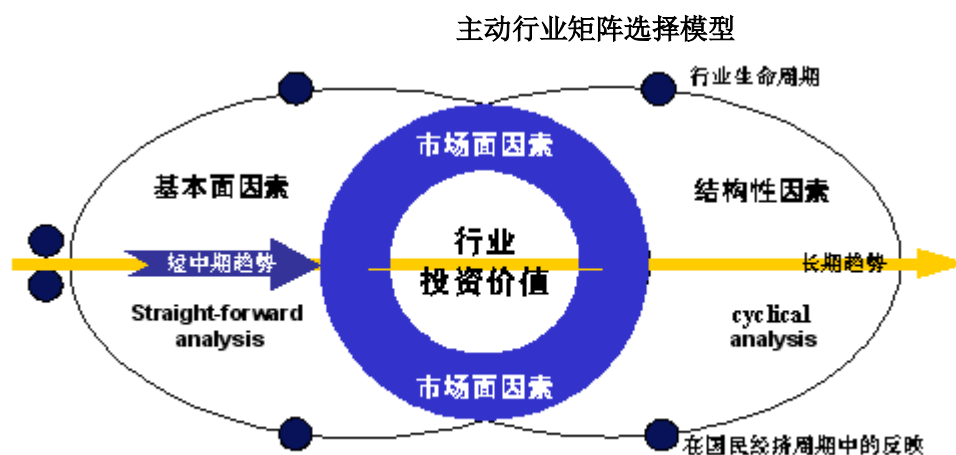 主动行业矩阵选择模型
行业生命周期
市场面因素
基本面因素
结构性因素
行业
投资价值
短中期趋势
长期趋势
Straight-forward
analysis
cyclical
analysis
市场面因素
在国民经济周期中的反映